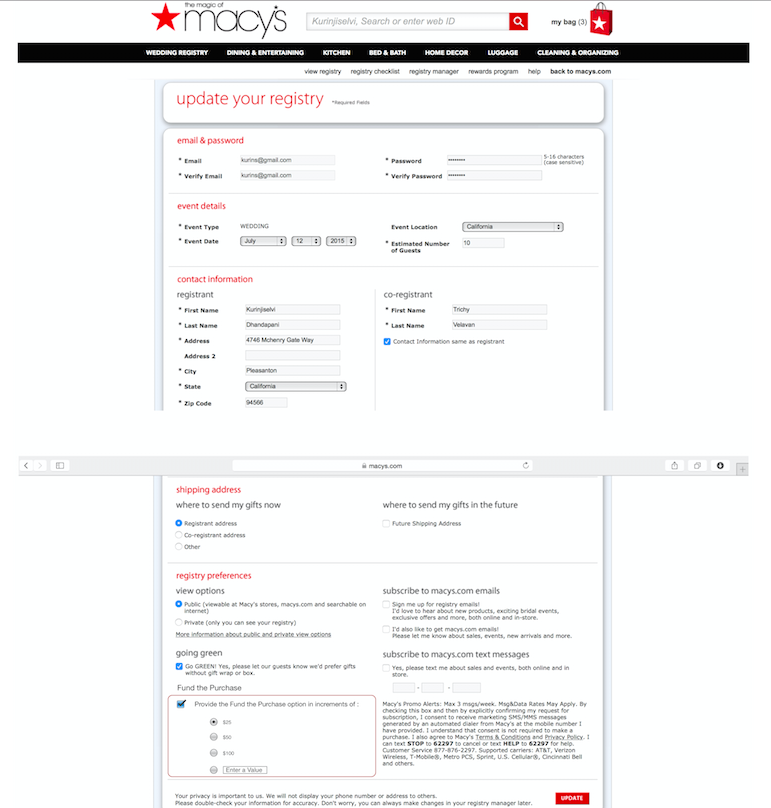 the magic of
macy's
Kurinjiselvi, Search or enter web ID
my bag (3)
WEDDING REGISTRY DINING & ENTERTAINING KITCHEN BED & BATH HOME DECOR LUGGAGE CLEANING & ORGANIZING
view registry registry checklist registry manager rewards program help back to macys.com
update your registry *Required Fields
email & password
* Email kurins@gmail.com * Password •••••••• 5-16 characters
(case sensitive)
* Verify Email kurins@gmail.com * Verify Password ••••••••
event details
* Event Type WEDDING Event Location California
* Event Date July 12 2015 * Estimated Number
of Guests 10
contact information
registrant co-registrant
* First Name Kurinjiselvi * First Name Trichy
* Last Name Dhandapani * Last Name Velavan
* Address 4746 Mchenry Gate Way Contact Information same as registrant
Address 2
* City Pleasanton
* State California
* Zip Code 94566
macys.com
shipping address
where to send my gifts now where to send my gifts in the future
Registrant address Future Shipping Address
Co-registrant address
Other
registry preferences
view options subscribe to macys.com emails
Public (viewable at Macy's stores, macys.com and searchable on
internet)
Private (only you can see your registry)
More information about public and private view options
Sign me up for registry emails!
I'd love to hear about new products, exciting bridal events,
exclusive offers and more, both online and in-store.
I'd also like to get macys.com emails!
Please let me know about sales, events, new arrivals and more.
going green
Go GREEN! Yes, please let our guests know we'd prefer gifts
without gift wrap or box.
subscribe to macys.com text messages
Yes, please text me about sales and events, both online and in
store.
- -
Fund the Purchase
Provide the Fund the Purchase option in increments of :
$25
$50
$100
Enter a Value
Macy's Promo Alerts: Max 3 msgs/week. Msg&Data Rates May Apply. By
checking this box and then by explicitly confirming my request for
subscription, I consent to receive marketing SMS/MMS messages
generated by an automated dialer from Macy's at the mobile number I
have provided. I understand that consent is not required to make a
purchase. I also agree to Macy's Terms & Conditions and Privacy Policy. I
can text STOP to 62297 to cancel or text HELP to 62297 for help.
Customer Service 877-876-2297. Supported carriers: AT&T, Verizon
Wireless, T-Mobile®, Metro PCS, Sprint, U.S. Cellular®, Cincinnati Bell
and others.
Your privacy is important to us. We will not display your phone number or address to others.
Please double-check your information for accuracy. Don't worry, you can always make changes in your registry manager later.
UPDATE